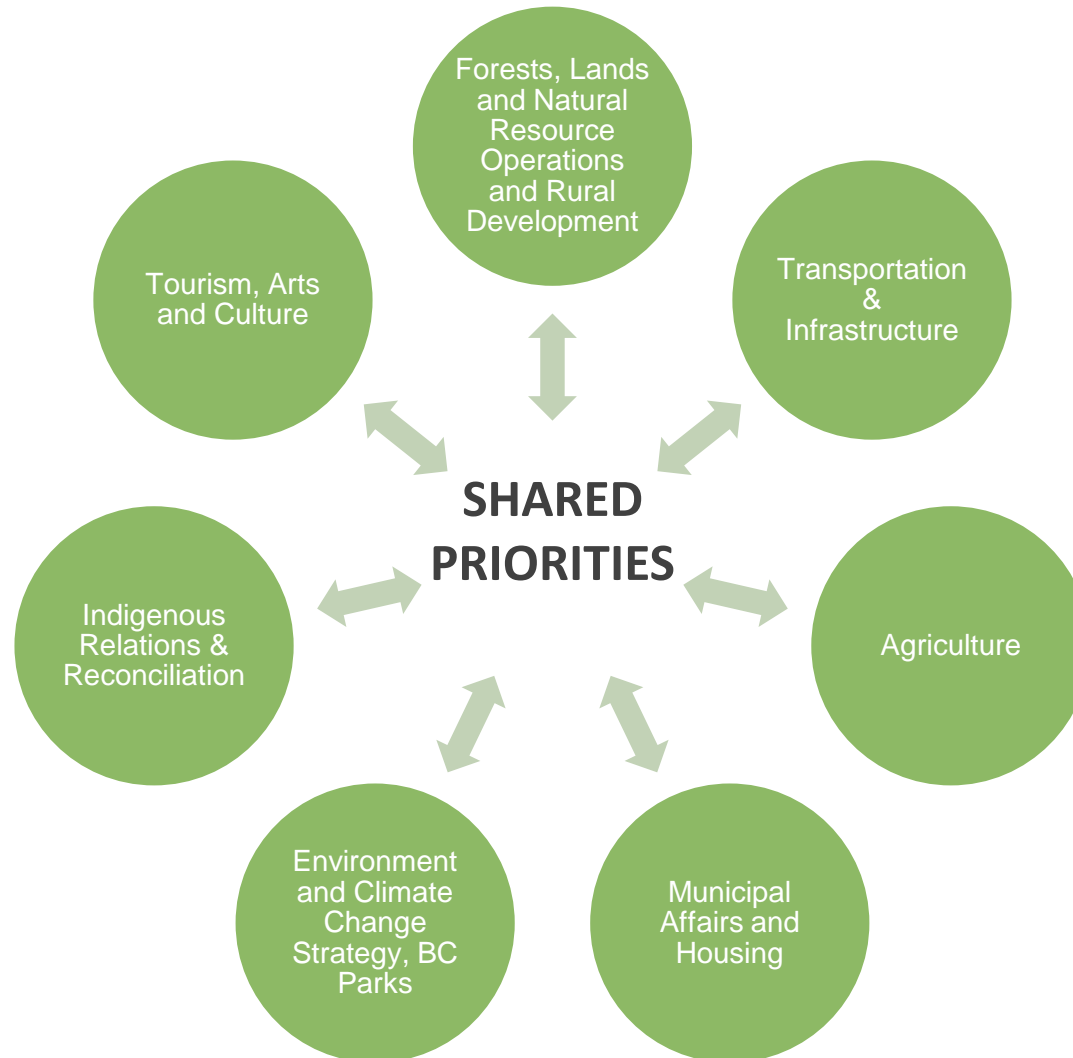 Forests, Lands
and Natural
Resource
Operations
and Rural
Development
Transportation
&
Infrastructure
Agriculture
Municipal
Affairs and
Housing
Environment
and Climate
Change
Strategy, BC
Parks
Indigenous
Relations &
Reconciliation
Tourism, Arts
and Culture
SHARED
PRIORITIES